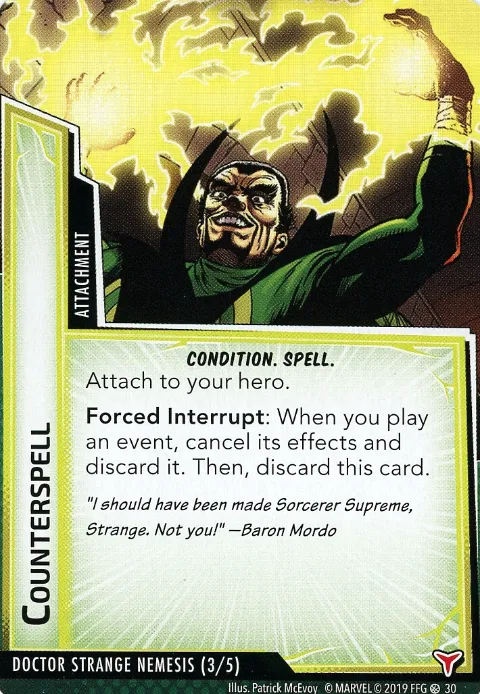 ATTACHMENT
COUNTERSPELL
CONDITION. SPELL.
Attach to your hero.
Forced Interrupt: When you play
an event, cancel its effects and
discard it. Then, discard this card.
"I should have been made Sorcerer Supreme,
Strange. Not you!" —Baron Mordo
DOCTOR STRANGE NEMESIS (3/5)
Illus. Patrick McEvoy © MARVEL © 2019 FFG 30